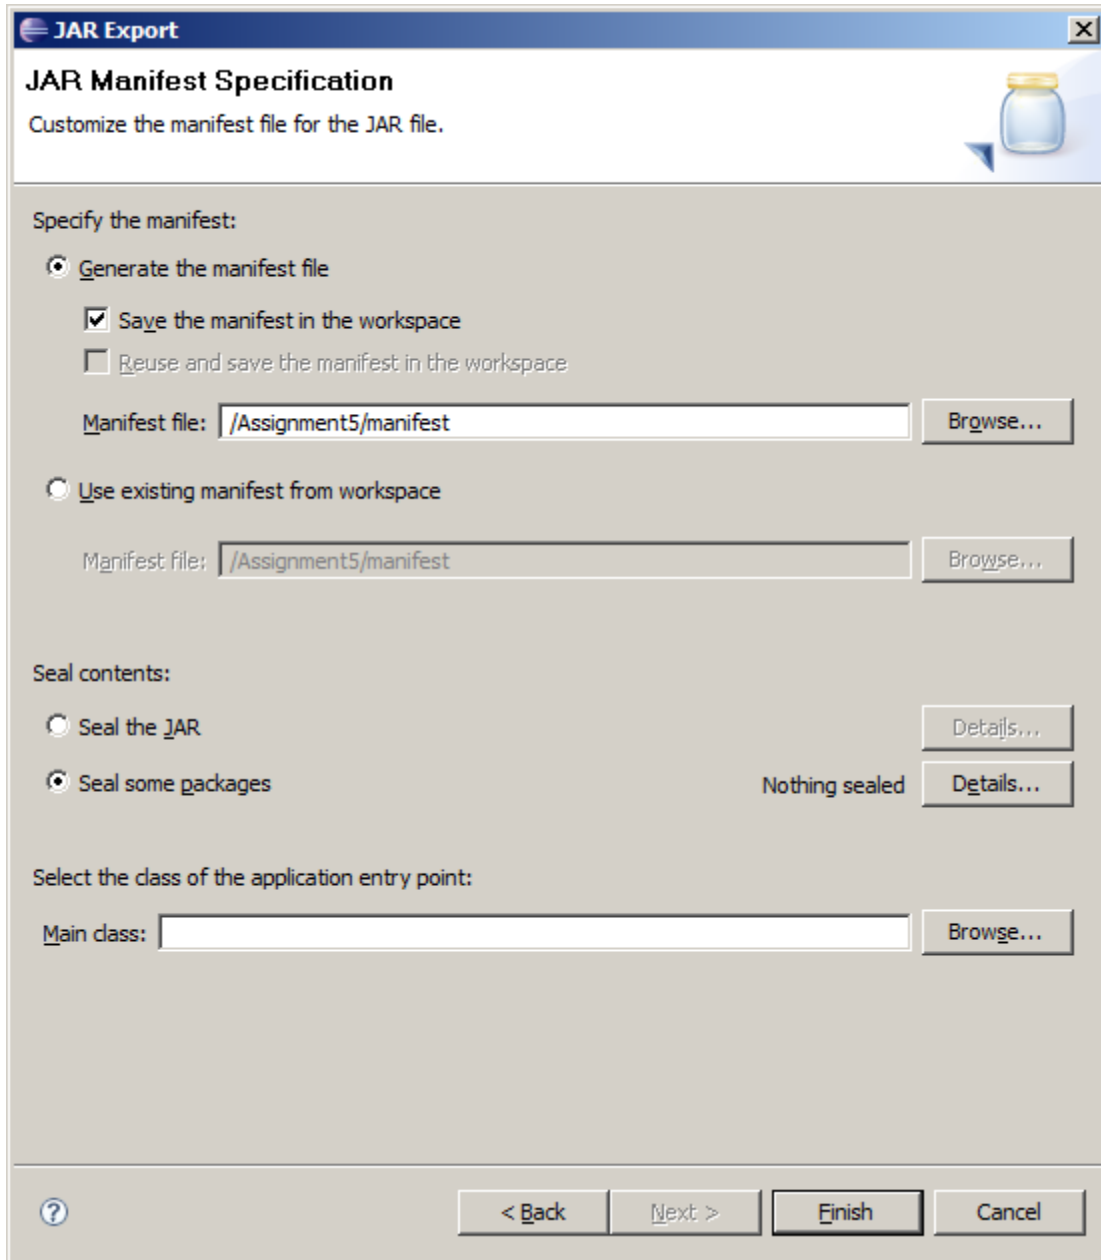 JAR Export
JAR Manifest Specification
Customize the manifest file for the JAR file.
Specify the manifest:
Generate the manifest file
Save the manifest in the workspace
Reuse and save the manifest in the workspace
Manifest file: /Assignment5/manifest Browse...
Use existing manifest from workspace
Manifest file: /Assignment5/manifest Browse...
Seal contents:
Seal the JAR Details...
Seal some packages Nothing sealed Details...
Select the class of the application entry point:
Main class: Browse...
? < Back Next > Finish Cancel